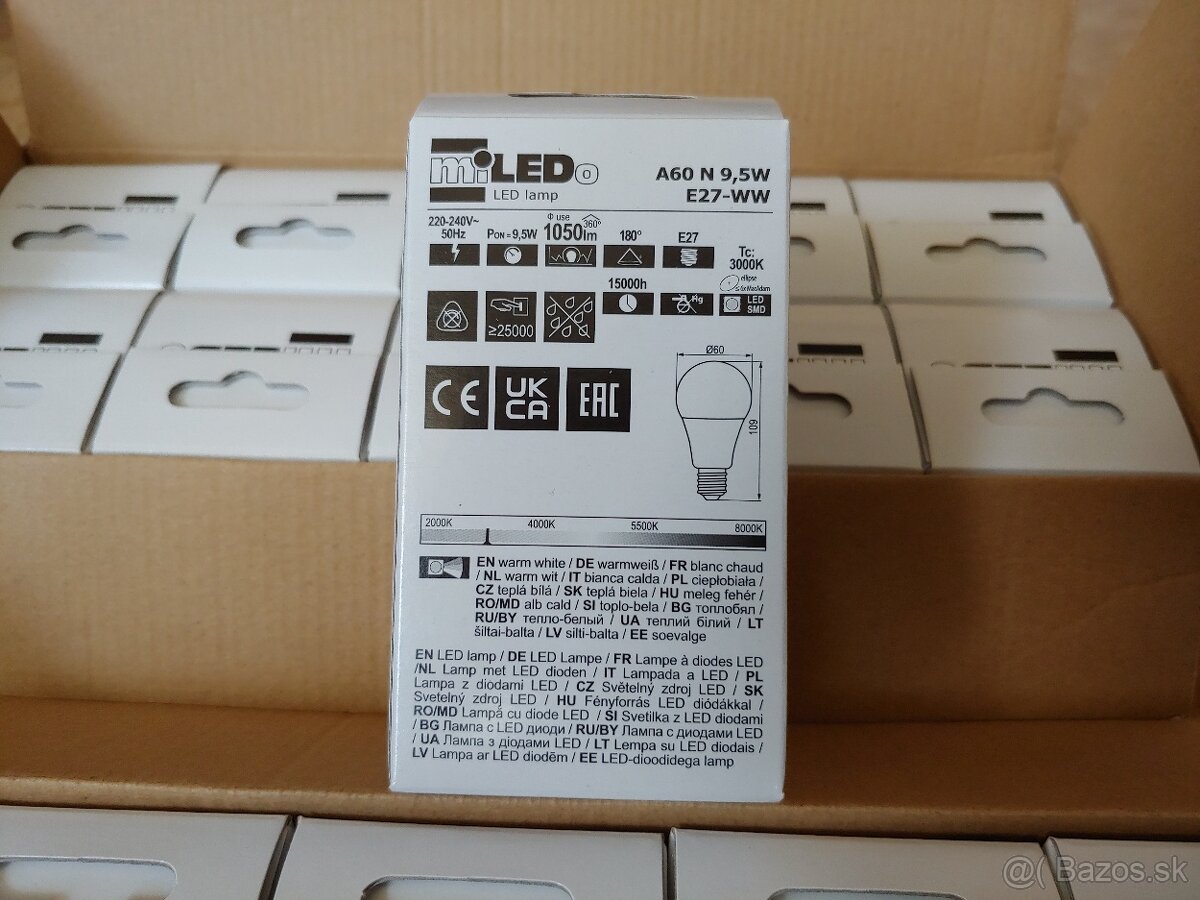 miLEDo
LED lamp
A60 N 9,5W
E27-WW
220-240V~
50Hz
PON = 9,5W
Φ use
360°
1050lm
180°
E27
Tc:
3000K
15000h
Hg
ellipse
LED
SMD
≥25000
CE
UK
CA
EAC
Ø60
109
2000K 4000K 5500K 8000K
EN warm white / DE warmweiß / FR blanc chaud
/ NL warm wit / IT bianca calda / PL ciepłobiała /
CZ teplá bílá / SK teplá biela / HU meleg fehér /
RO/MD alb cald / SI toplo-bela / BG топлобял /
RU/BY тепло-белый / UA теплий білий / LT
šiltai-balta / LV silti-balta / EE soevalge
EN LED lamp / DE LED Lampe / FR Lampe à diodes LED
/NL Lamp met LED dioden / IT Lampada a LED / PL
Lampa z diodami LED / CZ Světelný zdroj LED / SK
Svetelný zdroj LED / HU Fényforrás LED diódákkal /
RO/MD Lampă cu diode LED / SI Svetilka z LED diodami
/ BG Лампа с LED диоди / RU/BY Лампа с диодами LED
/ UA Лампа з діодами LED / LT Lempa su LED diodais /
LV Lampa ar LED diodēm / EE LED-dioodidega lamp
@( Bazos.sk